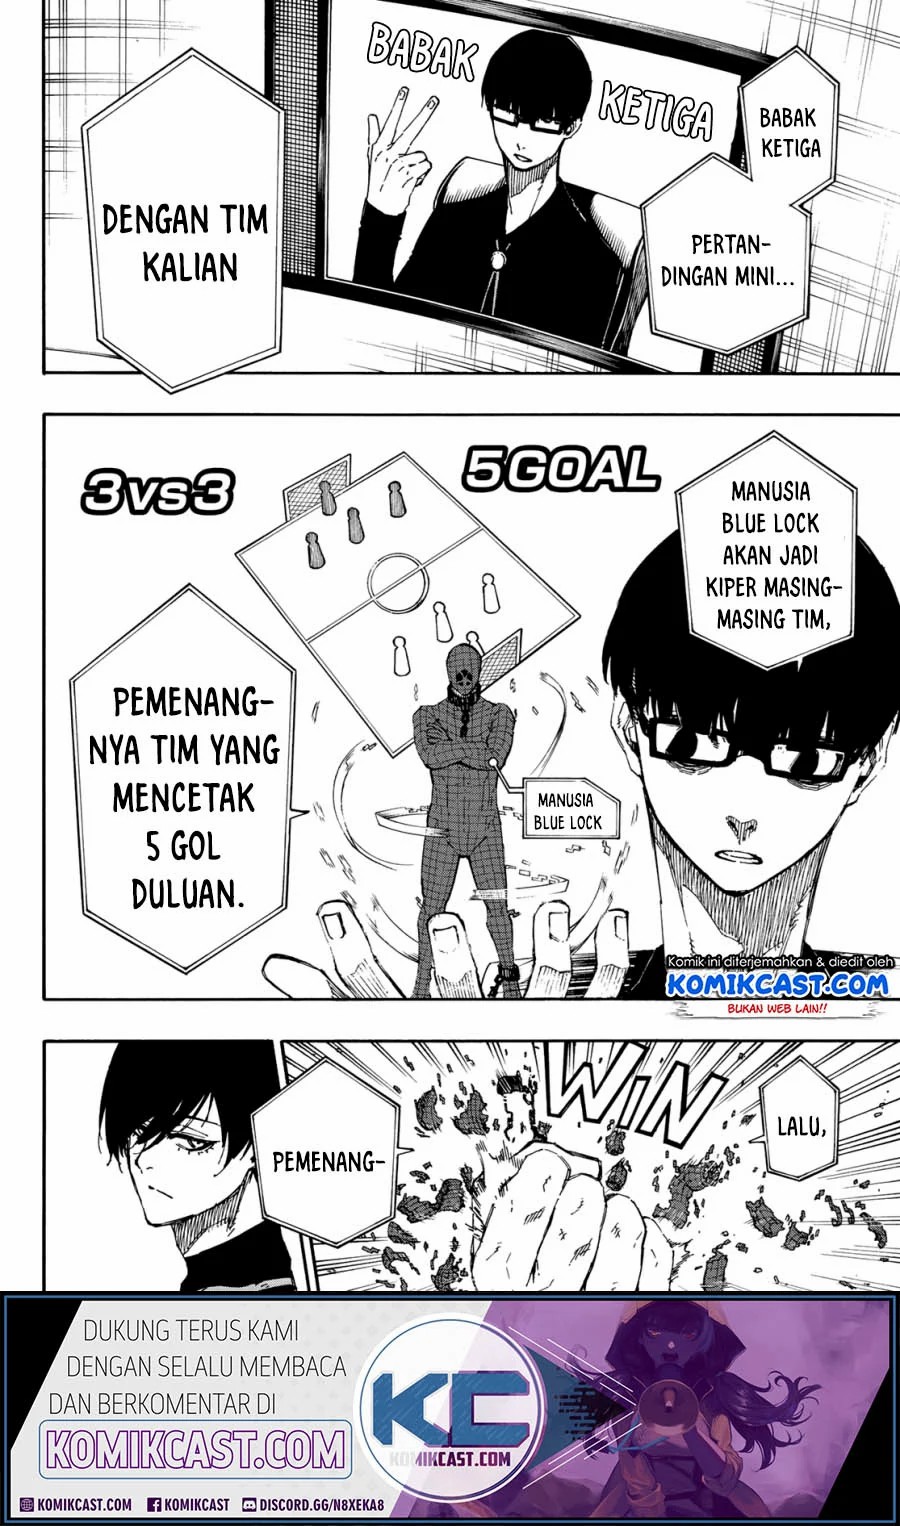 BABAK
KETIGA
BABAK
KETIGA
PERTAN-
DINGAN MINI...
DENGAN TIM
KALIAN
3VS3
5GOAL
MANUSIA
BLUE LOCK
AKAN JADI
KIPER MASING-
MASING TIM,
PEMENANG-
NYA TIM YANG
MENCETAK
5 GOL
DULUAN.
MANUSIA
BLUE LOCK
Komik ini diterjemahkan & diedit oleh
KOMIKCAST.COM
BUKAN WEB LAIN!!
WIN
LALU,
PEMENANG-
DUKUNG TERUS KAMI
DENGAN SELALU MEMBACA
DAN BERKOMENTAR DI
KOMIKCAST.COM
KC
KOMIKCAST.COM
KOMIKCAST.COM
KOMIKCAST
DISCORD.GG/N8XEKA8